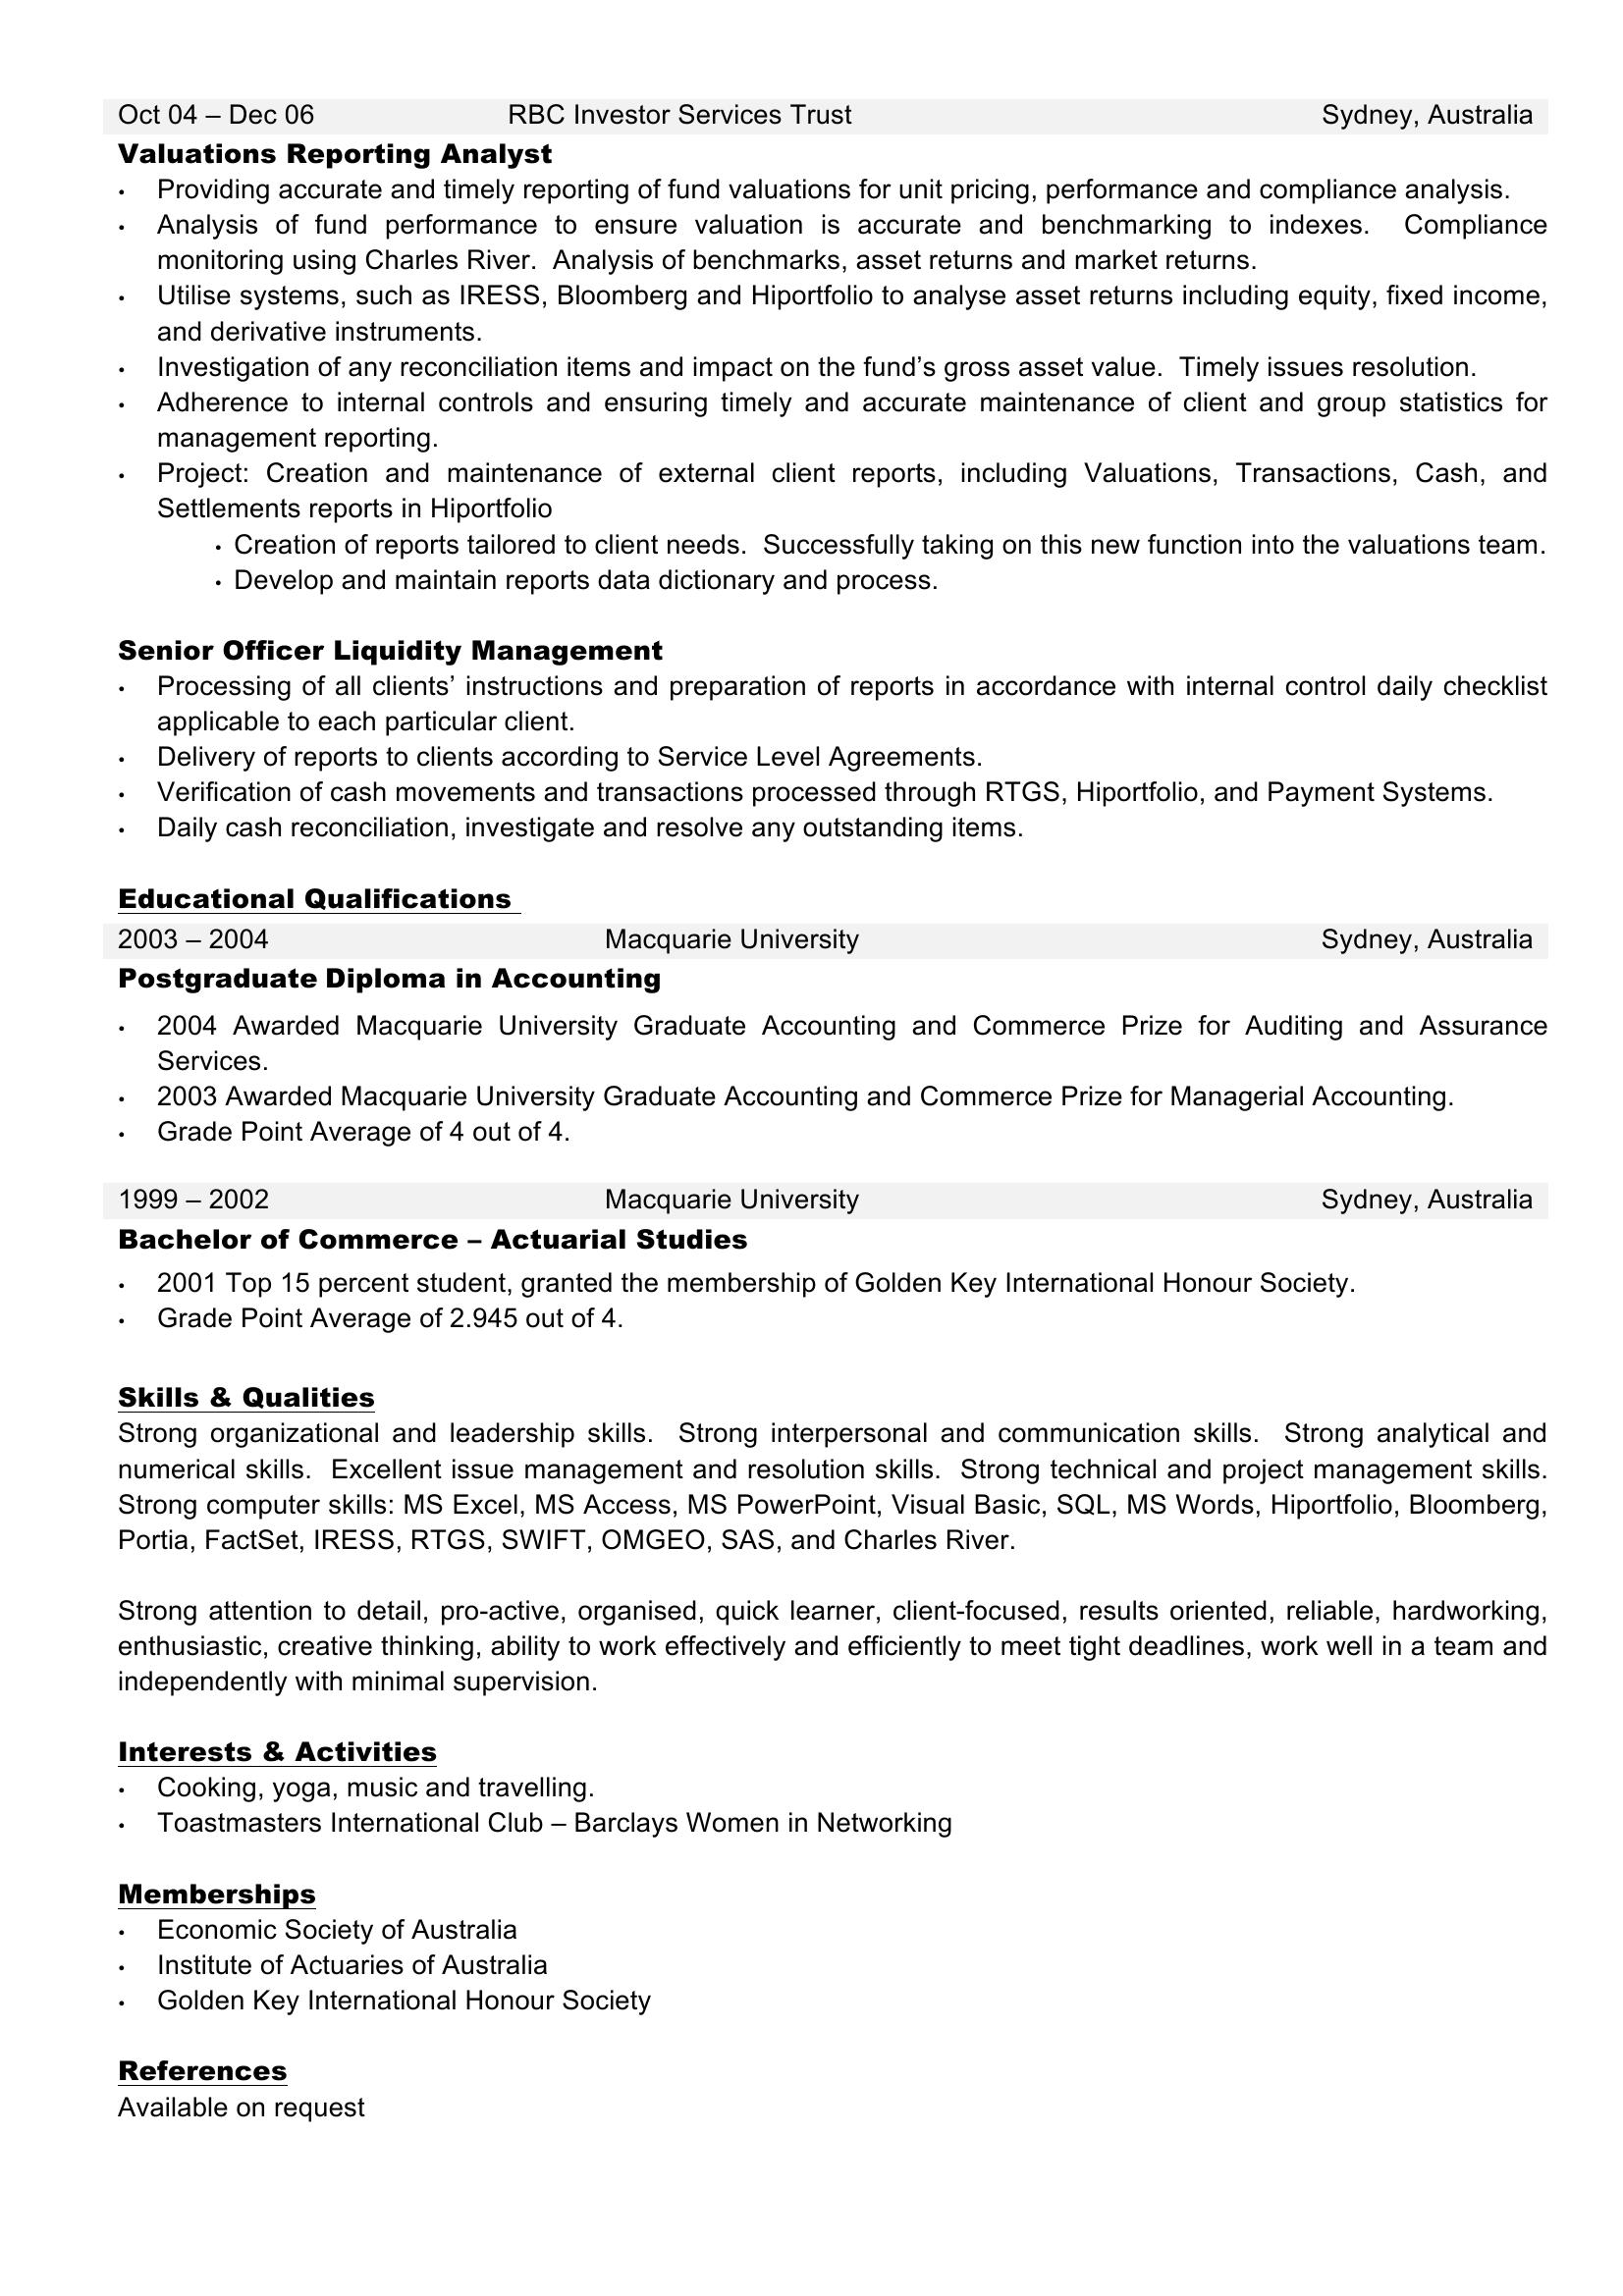 Oct 04 – Dec 06 RBC Investor Services Trust Sydney, Australia
Valuations Reporting Analyst
• Providing accurate and timely reporting of fund valuations for unit pricing, performance and compliance analysis.
• Analysis of fund performance to ensure valuation is accurate and benchmarking to indexes. Compliance
monitoring using Charles River. Analysis of benchmarks, asset returns and market returns.
• Utilise systems, such as IRESS, Bloomberg and Hiportfolio to analyse asset returns including equity, fixed income,
and derivative instruments.
• Investigation of any reconciliation items and impact on the fund’s gross asset value. Timely issues resolution.
• Adherence to internal controls and ensuring timely and accurate maintenance of client and group statistics for
management reporting.
• Project: Creation and maintenance of external client reports, including Valuations, Transactions, Cash, and
Settlements reports in Hiportfolio
• Creation of reports tailored to client needs. Successfully taking on this new function into the valuations team.
• Develop and maintain reports data dictionary and process.
Senior Officer Liquidity Management
• Processing of all clients’ instructions and preparation of reports in accordance with internal control daily checklist
applicable to each particular client.
• Delivery of reports to clients according to Service Level Agreements.
• Verification of cash movements and transactions processed through RTGS, Hiportfolio, and Payment Systems.
• Daily cash reconciliation, investigate and resolve any outstanding items.
Educational Qualifications
2003 – 2004 Macquarie University Sydney, Australia
Postgraduate Diploma in Accounting
• 2004 Awarded Macquarie University Graduate Accounting and Commerce Prize for Auditing and Assurance
Services.
• 2003 Awarded Macquarie University Graduate Accounting and Commerce Prize for Managerial Accounting.
• Grade Point Average of 4 out of 4.
1999 – 2002 Macquarie University Sydney, Australia
Bachelor of Commerce – Actuarial Studies
• 2001 Top 15 percent student, granted the membership of Golden Key International Honour Society.
• Grade Point Average of 2.945 out of 4.
Skills & Qualities
Strong organizational and leadership skills. Strong interpersonal and communication skills. Strong analytical and
numerical skills. Excellent issue management and resolution skills. Strong technical and project management skills.
Strong computer skills: MS Excel, MS Access, MS PowerPoint, Visual Basic, SQL, MS Words, Hiportfolio, Bloomberg,
Portia, FactSet, IRESS, RTGS, SWIFT, OMGEO, SAS, and Charles River.
Strong attention to detail, pro-active, organised, quick learner, client-focused, results oriented, reliable, hardworking,
enthusiastic, creative thinking, ability to work effectively and efficiently to meet tight deadlines, work well in a team and
independently with minimal supervision.
Interests & Activities
• Cooking, yoga, music and travelling.
• Toastmasters International Club – Barclays Women in Networking
Memberships
• Economic Society of Australia
• Institute of Actuaries of Australia
• Golden Key International Honour Society
References
Available on request